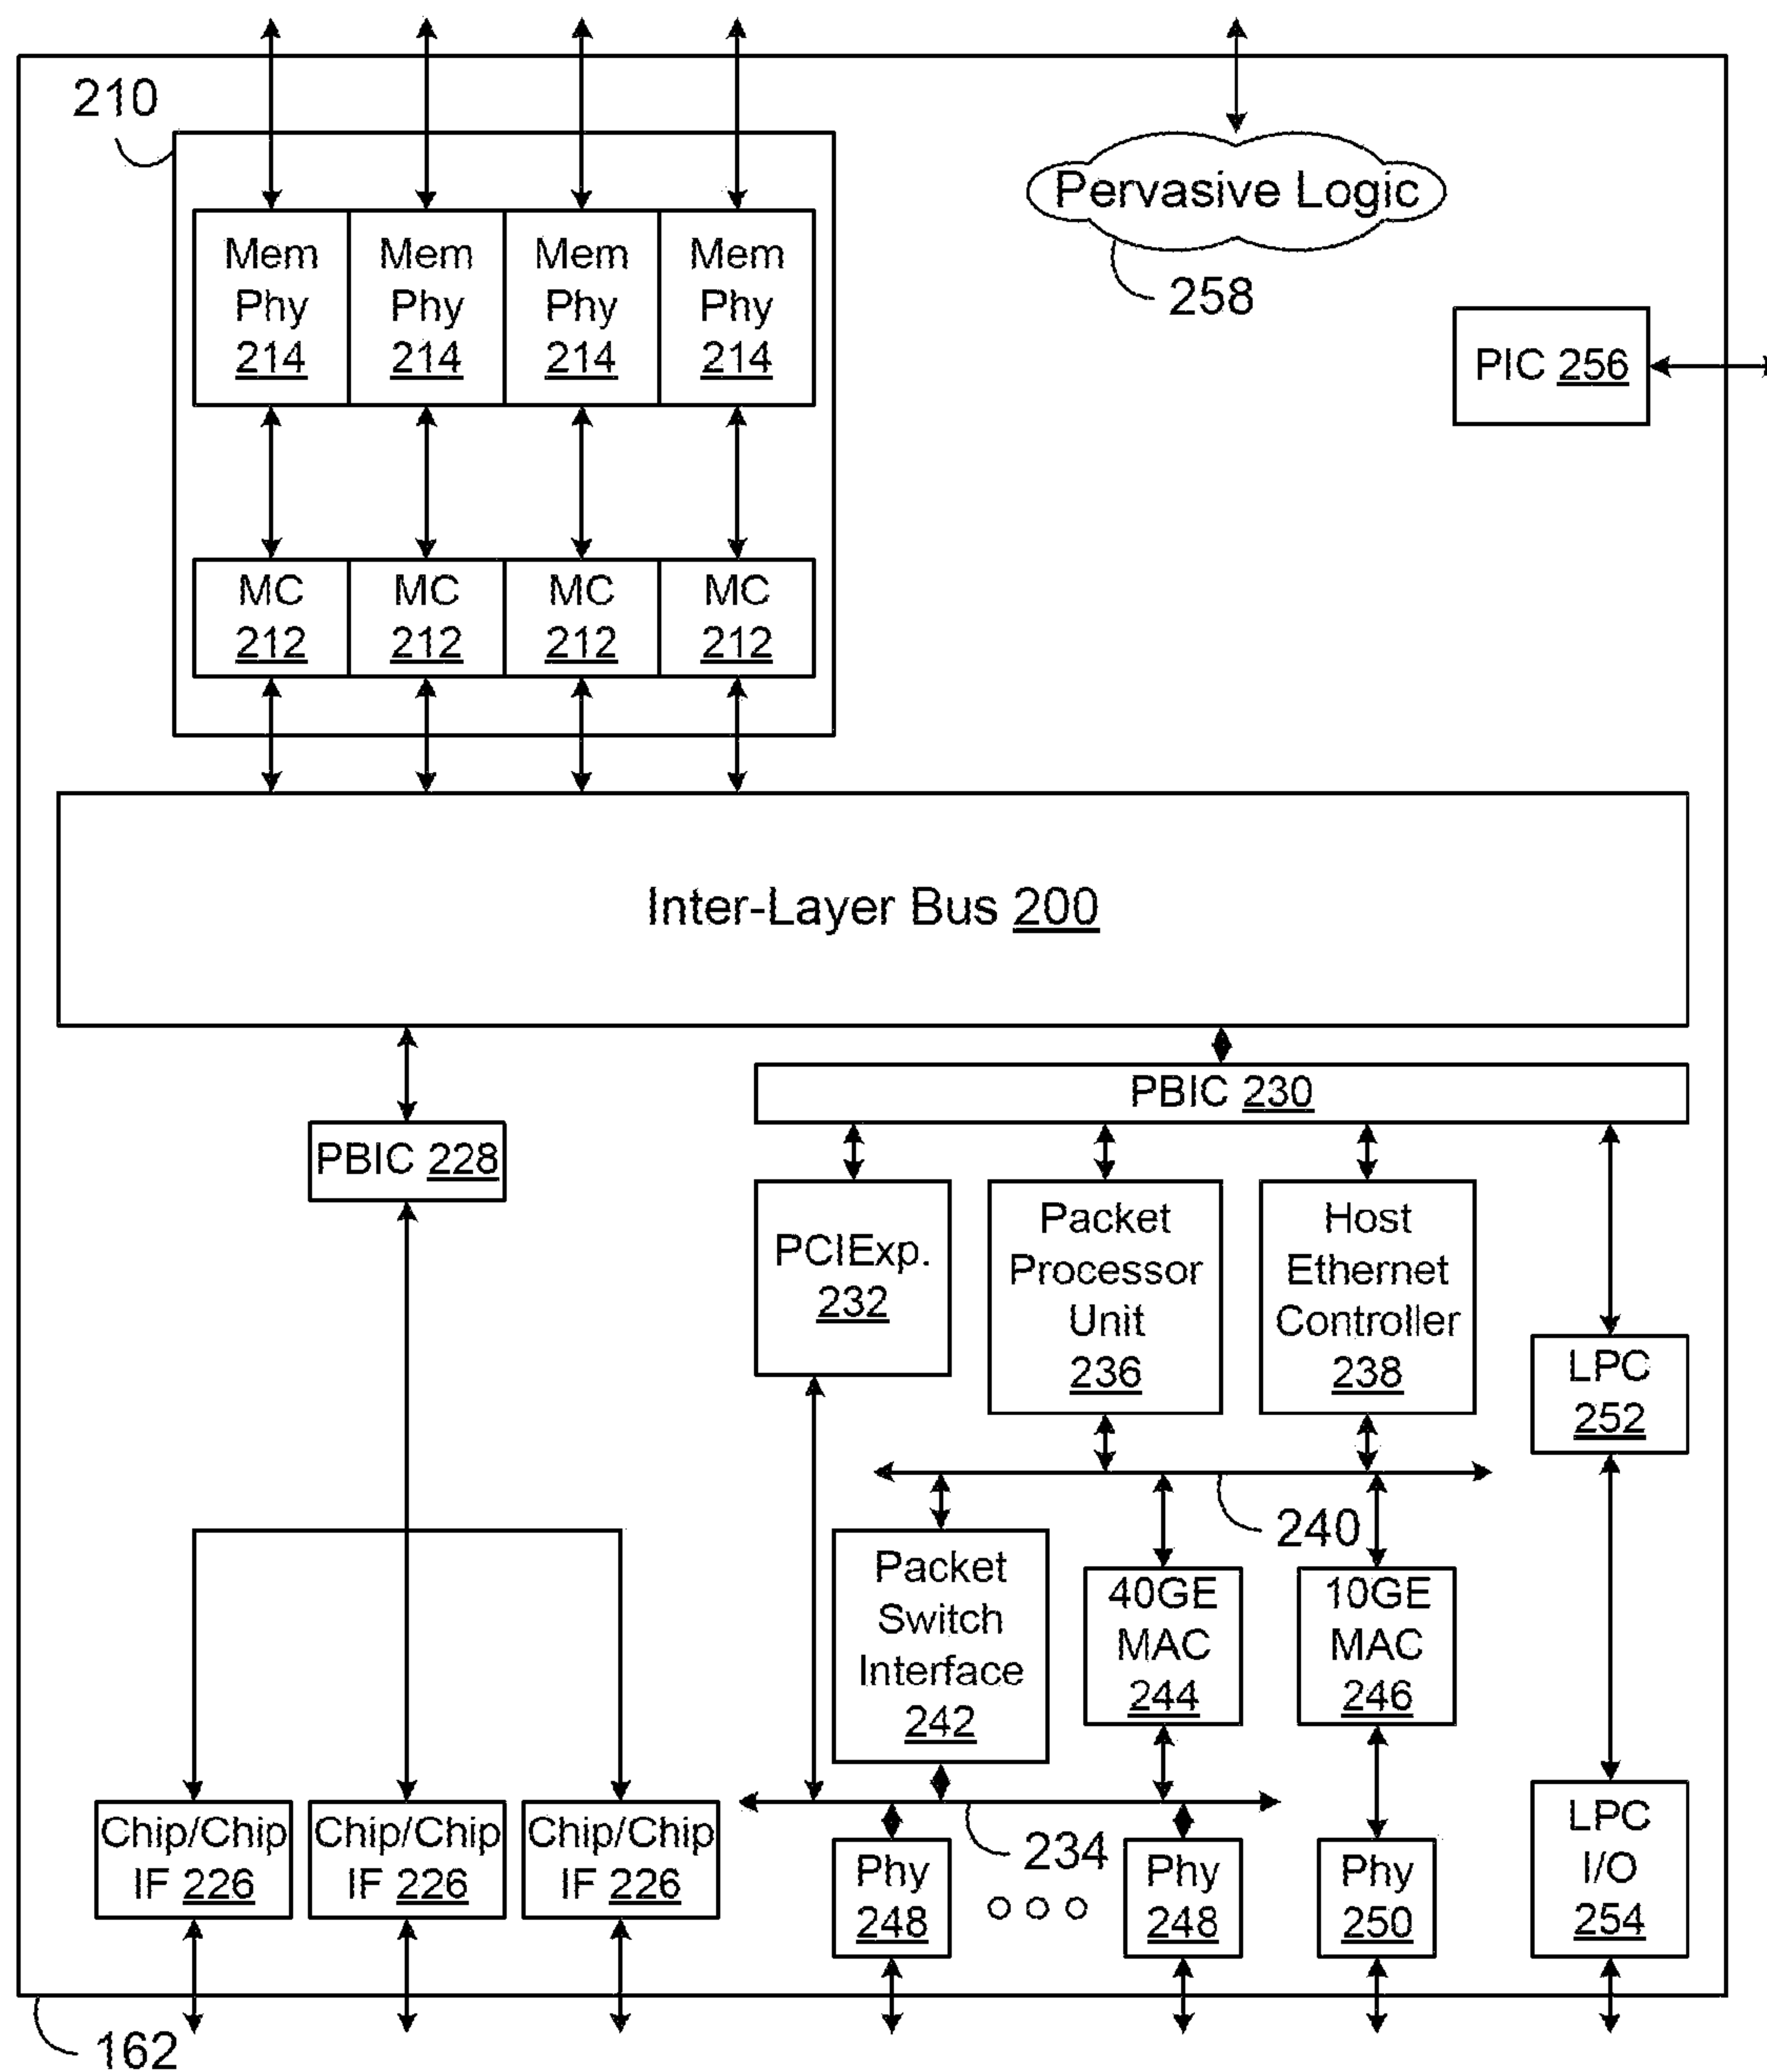 210
Mem
Phy
214
Mem
Phy
214
Mem
Phy
214
Mem
Phy
214
Pervasive Logic
258
PIC 256
MC
212
MC
212
MC
212
MC
212
Inter-Layer Bus 200
PBIC 230
PBIC 228
PCIExp.
232
Packet
Processor
Unit
236
Host
Ethernet
Controller
238
LPC
252
240
Packet
Switch
Interface
242
40GE
MAC
244
10GE
MAC
246
Chip/Chip
IF 226
Chip/Chip
IF 226
Chip/Chip
IF 226
234
Phy
248
Phy
248
Phy
250
LPC
I/O
254
162